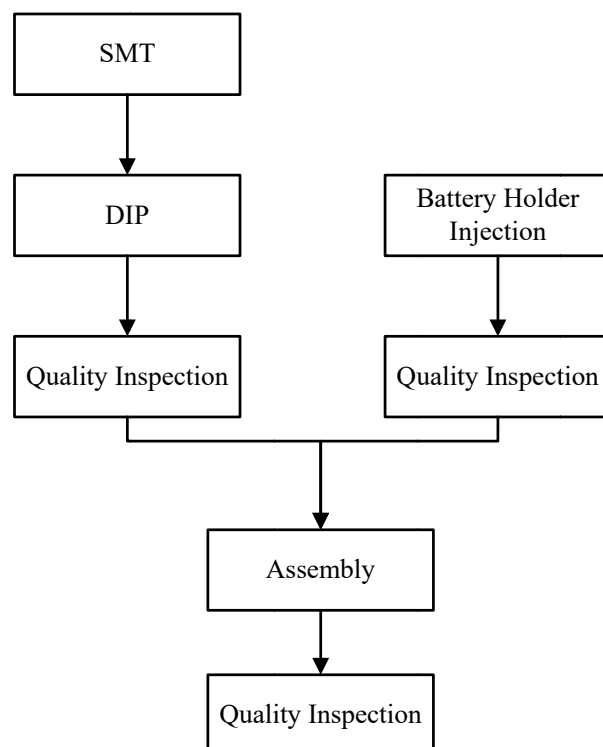 SMT
DIP
Battery Holder
Injection
Quality Inspection
Quality Inspection
Assembly
Quality Inspection